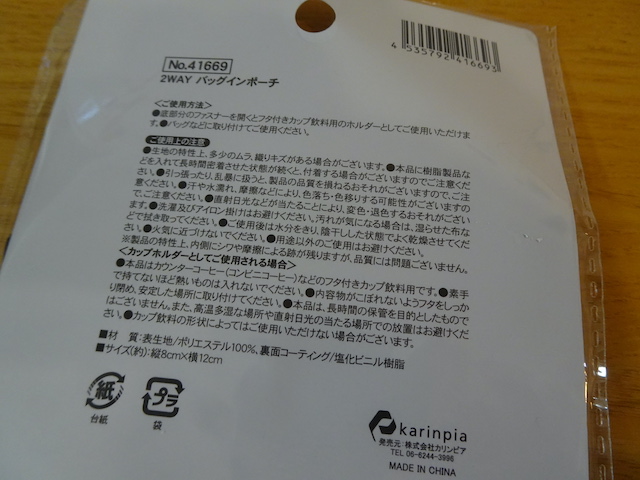 4 535792 416693
No.41669
2WAY バッグインポーチ
<ご使用方法>
●底部分のファスナーを開くとフタ付きカップ飲料用のホルダーとしてご使用いただけま
す。●バッグなどに取り付けてご使用ください。
ご使用上の注意
●生地の特性上、多少のムラ、織りキズがある場合がございます。●本品に樹脂製品な
どを入れて長時間密着させた状態が続くと、付着する場合がございますのでご注意くだ
さい。●引っ張ったり、乱暴に扱うと、製品の品質を損ねるおそれがございますので、ご注
意ください。●汗や水濡れ、摩擦などにより、色落ち・色移りする可能性がございますの
で、ご注意ください。●直射日光などが当たることにより、変色・退色するおそれがござい
ます。●洗濯及びアイロン掛けはお避けください。汚れが気になる場合は、湿らせた布な
どで拭き取ってください。●ご使用後は水分をきり、陰干しした状態でよく乾燥させてくだ
さい。●火気に近づけないでください。●用途以外のご使用はお避けください。
※製品の特性上、内側にシワや摩擦による跡が残りますが、品質には問題ございません。
<カップホルダーとしてご使用される場合>
●本品はカウンターコーヒー(コンビニコーヒー)などのフタ付きカップ飲料用です。●素手
で持てないほど熱いものは入れないでください。●内容物がこぼれないようフタをしっか
り閉め、安定した場所に取り付けてください。●本品は、長時間の保管を目的としたもので
はございません。また、高温多湿な場所や直射日光の当たる場所での放置はお避けくだ
さい。●カップ飲料の形状によってはご使用いただけない場合がございます。
■材　質：表生地/ポリエステル100%、裏面コーティング/塩化ビニル樹脂
■サイズ(約)：縦8cm×横12cm
紙
台紙
プラ
袋
karinpia
発売元：株式会社カリンピア
TEL 06-6244-3996
MADE IN CHINA